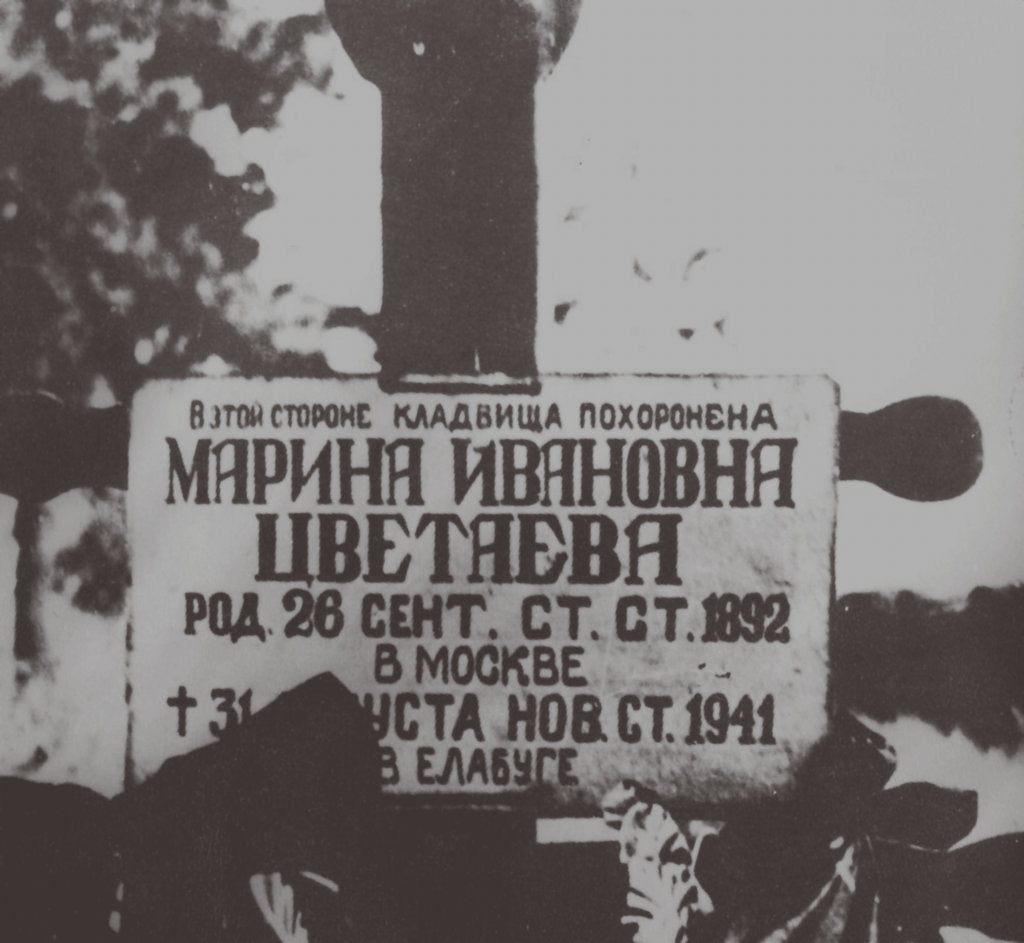 В этой стороне кладвища похоронена
МАРИНА ИВАНОВНА
ЦВЕТАЕВА
РОД. 26 СЕНТ. СТ. СТ. 1892
В МОСКВЕ
† 31 УСТА НОВ. СТ. 1941
В ЕЛАБУГЕ